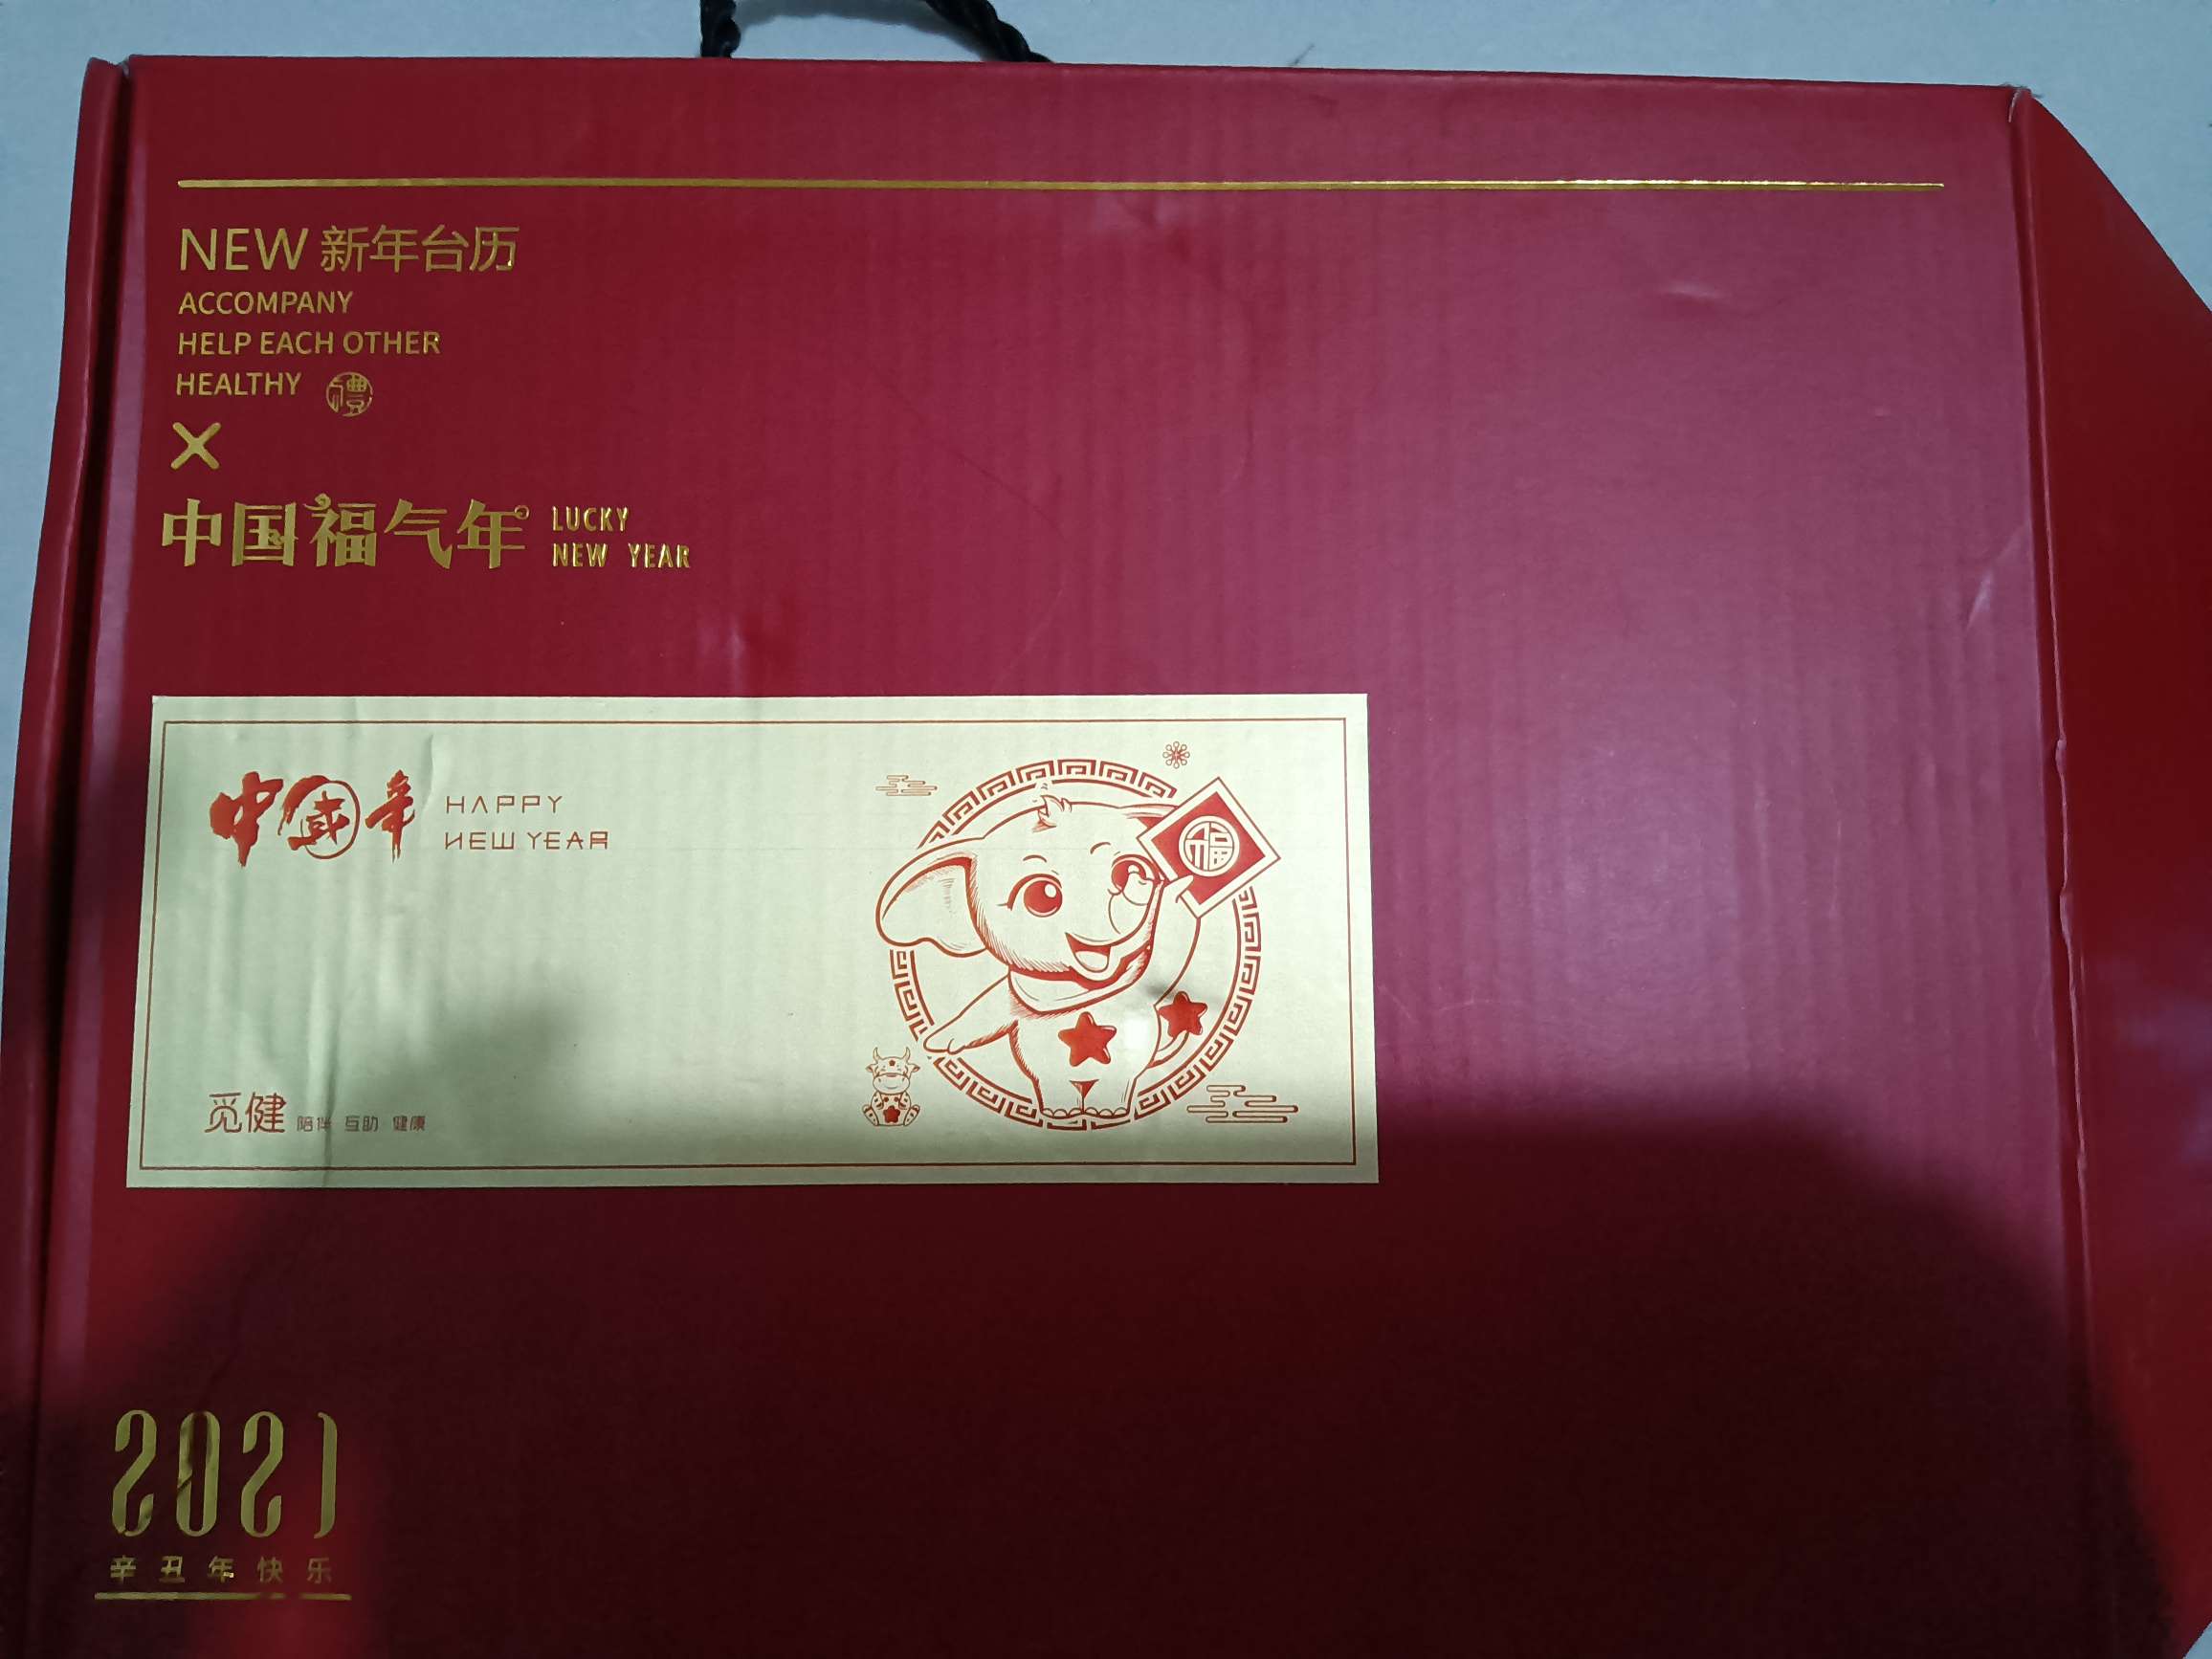 NEW 新年台历
ACCOMPANY
HELP EACH OTHER
HEALTHY 禮
X
中国福气年 LUCKY
NEW YEAR
中國年 HAPPY
NEW YEAR
福
觅健 陪伴 互助 健康
2021
辛丑年快乐